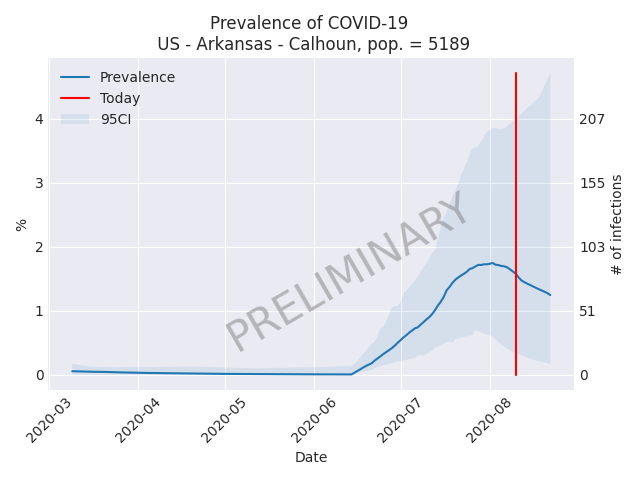 Prevalence of COVID-19
US - Arkansas - Calhoun, pop. = 5189
Prevalence
Today
95CI
4
3
2
1
0
%
207
155
103
51
0
# of infections
PRELIMINARY
2020-03
2020-04
2020-05
2020-06
2020-07
2020-08
Date